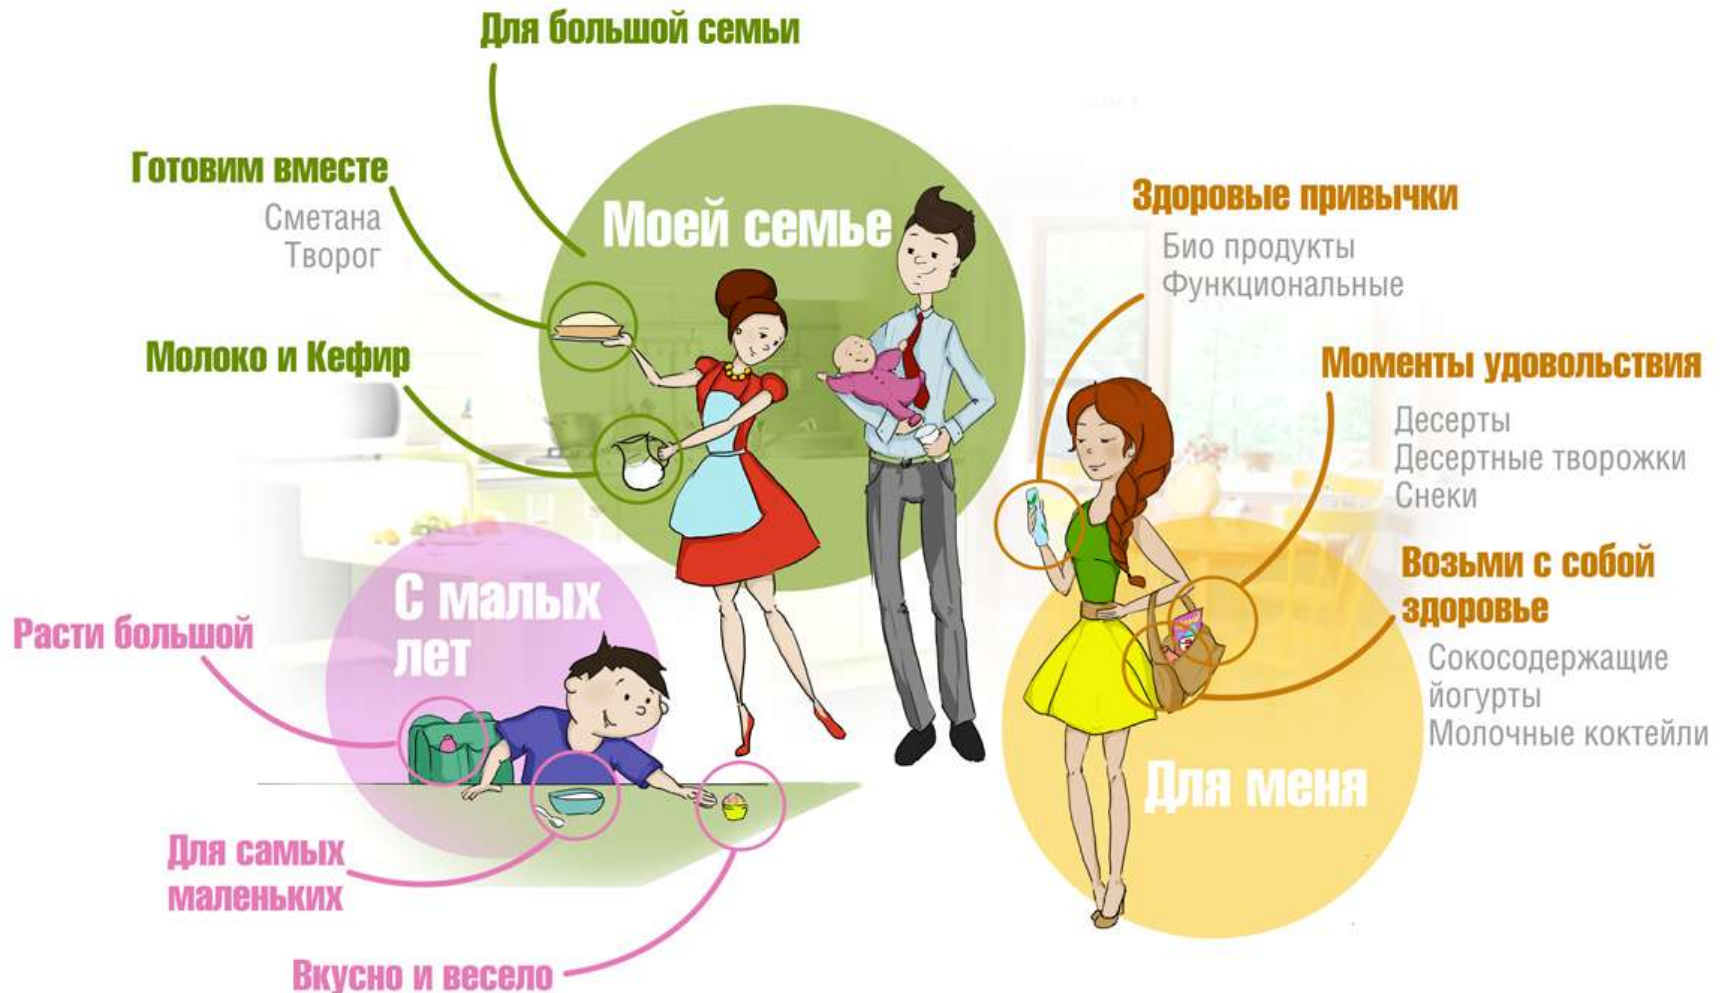 Для большой семьи
Готовим вместе
Сметана
Творог
Молоко и Кефир
Моей семье
Здоровые привычки
Био продукты
Функциональные
Моменты удовольствия
Десерты
Десертные творожки
Снеки
Возьми с собой
здоровье
Сокосодержащие
йогурты
Молочные коктейли
Для меня
С малых
лет
Расти большой
Для самых
маленьких
Вкусно и весело